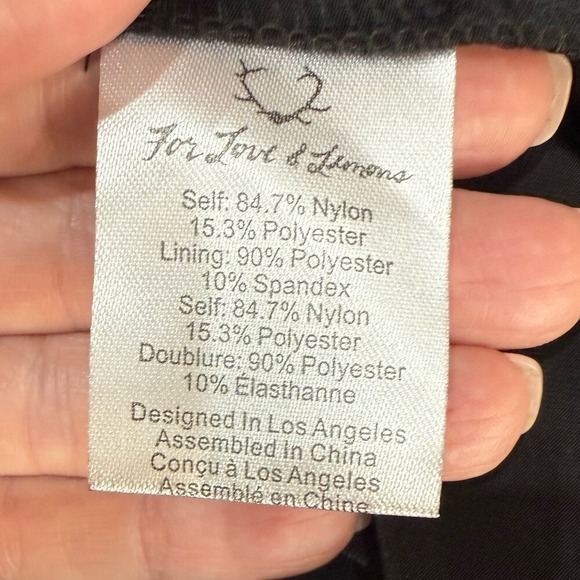 For Love & Lemons
Self: 84.7% Nylon
15.3% Polyester
Lining: 90% Polyester
10% Spandex
Self: 84.7% Nylon
15.3% Polyester
Doublure: 90% Polyester
10% Élasthanne
Designed In Los Angeles
Assembled In China
Conçu à Los Angeles
Assemblé en Chine